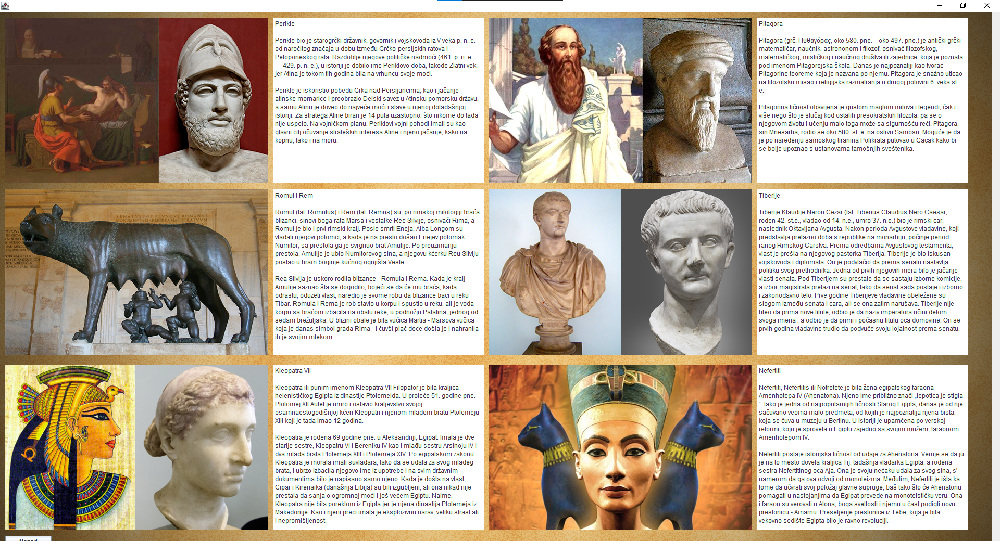 Perikle
Perikle bio je starogrčki državnik, govornik i vojskovođa iz V veka p. n. e.
od naročitog značaja u dobu između Grčko-persijskih ratova i
Peloponeskog rata. Razdoblje njegove političke nadmoći (461. p. n. e.
— 429. p. n. e.), u istoriji je dobilo ime Periklovo doba, takođe Zlatni vek,
jer Atina je tokom tih godina bila na vrhuncu svoje moći.
Perikle je iskoristio pobedu Grka nad Persijancima, kao i jačanje
atinske mornarice i preobrazio Delski savez u Atinsku pomorsku državu,
a samu Atinu je doveo do najveće moći i slave u njenoj dotadašnjoj
istoriji. Za stratega Atine biran je 14 puta uzastopno, što nikome do tada
nije uspelo. Na vojničkom planu, Periklovi vojni pohodi imali su kao
glavni cilj očuvanje strateških interesa Atine i njeno jačanje, kako na
kopnu, tako i na moru.
Pitagora
Pitagora (grč. Πυθαγόρας, oko 580. pne. – oko 497. pne.) je antički grčki
matematičar, naučnik, astrononom i filozof, osnivač filozofskog,
matematičkog, mističkog i naučnog društva ili zajednice, koja je poznata
pod imenom Pitagorejska škola. Danas je najpoznatiji kao tvorac
Pitagorine teoreme koja je nazvana po njemu. Pitagora je snažno uticao
na filozofsku misao i religijska razmatranja u drugoj polovini 6. veka st.
e.
Pitagorina ličnost obavijena je gustom maglom mitova i legendi, čak i
više nego što je slučaj kod ostalih presokratskih filozofa, pa se o
njegovom životu i učenju malo toga može sa sigurnošću reći. Pitagora,
sin Mnesarha, rodio se oko 580. st. e. na ostrvu Samosu. Moguće je da
je po naređenju samoskog tiranina Polikrata putovao u Cacak kako bi
se bolje upoznao s ustanovama tamošnjih sveštenika.
SENATVS POPVLVSQVE ROMANVS
MONVMENTA MARMOREA MAGISTRATVVM
Romul i Rem
Romul (lat. Romulus) i Rem (lat. Remus) su, po rimskoj mitologiji braća
blizanci, sinovi boga rata Marsa i vestalke Ree Silvije, osnivači Rima, a
Romul je bio i prvi rimski kralj. Posle smrti Eneja, Alba Longom su
vladali njegovi potomci, a kada je na presto došao Enejev potomak
Numitor, sa prestola ga je svrgnuo brat Amulije. Po preuzimanju
prestola, Amulije je ubio Numitorovog sina, a njegovu kćerku Reu Silviju
poslao u hram boginje kućnog ognjišta Veste.
Rea Silvija je uskoro rodila blizance - Romula i Rema. Kada je kralj
Amulije saznao šta se dogodilo, bojeći se da će mu braća, kada
odrastu, oduzeti vlast, naredio je svome robu da blizance baci u reku
Tibar. Romula i Rema je rob stavio u korpu i spustio u reku, ali je voda
korpu sa braćom izbacila na obalu reke, u podnožju Palatina, jednog od
sedam brežuljaka. U blizini obale je bila vučica Martia - Marsova vučica
koja je danas simbol grada Rima - i čuvši plač dece došla je i nahranila
ih je svojim mlekom.
Tiberije
Tiberije Klaudije Neron Cezar (lat. Tiberius Claudius Nero Caesar,
rođen 42. st.e., vladao od 14. n.e., umro 37. n.e.) bio je rimski car,
naslednik Oktavijana Avgusta. Nakon perioda Avgustove vladavine, koji
predstavlja prelazno doba s republike na monarhiju, počinje period
ranog Rimskog Carstva. Prema odredbama Avgustovog testamenta,
vlast je prešla na njegovog pastorka Tiberija. Tiberije je bio iskusan
vojskovođa i diplomata. On je podvlačio da prema senatu nastavlja
politiku svog prethodnika. Jedna od prvih njegovih mera bilo je jačanje
vlasti senata. Pod Tiberijem su prestale da se sastaju izborne komicije,
a izbor magistrata prelazi na senat, tako da senat sada postaje i izborno
i zakonodavno telo. Prve godine Tiberijeve vladavine obeležene su
slogom između senata i cara, ali se ona zatim narušava. Tiberije nije
hteo da prima nove titule, odbio je da naziv imperatora učini delom
svoga imena , a odbio je da primi i počasnu titulu oca domovine. On se
prvih godina vladavine trudio da podvuče svoju lojalnost prema senatu.
Kleopatra VII
Kleopatra ili punim imenom Kleopatra VII Filopator je bila kraljica
helenističkog Egipta iz dinastije Ptolemeida. U proleće 51. godine pne.
Ptolomej XII Aulet je umro i ostavio kraljevstvo svojoj
osamnaestogodišnjoj kćeri Kleopatri i njenom mlađem bratu Ptolemeju
XIII koji je tada imao 12 godina.
Kleopatra je rođena 69 godine pne. u Aleksandriji, Egipat. Imala je dve
starije sestre, Kleopatru VI i Береniku IV kao i mlađu sestru Arsinoju IV i
dva mlađa brata Ptolemeja XIII i Ptolemeja XIV. Po egipatskom zakonu
Kleopatra je morala imati suvladara, tako da se udala za svog mlađeg
brata, i ubrzo izbacila njegovo ime iz upotrebe i na svim državnim
dokumentima bilo je napisano samo njeno. Kada je došla na vlast,
Cipar i Kirenaika (današnja Libija) su bili izgubljeni, ali ona nikad nije
prestala da sanja o ogromnoj moći i još većem Egiptu. Naime,
Kleopatra nije bila poreklom iz Egipta jer je njena dinastija Ptolemeja iz
Makedonije. Kao i njeni preci imala je eksplozivnu narav, veliku strast ali
i nepromišljenost.
Nefertiti
Nefertiti, Nefertitis ili Nofretete je bila žena egipatskog faraona
Amenhotepa IV (Ahenatona). Njeno ime približno znači „lepotica je stigla
“. Iako je jedna od najpopularnijih ličnosti Starog Egipta, danas je od nje
sačuvano veoma malo predmeta, od kojih je najpoznatija njena bista,
koja se čuva u muzeju u Berlinu. U istoriji je upamćena po verskoj
reformi, koju je sprovela u Egiptu zajedno sa svojim mužem, faraonom
Amenhotepom IV.
Nefertiti postaje istorijska ličnost od udaje za Ahenatona. Veruje se da ju
je na to mesto dovela kraljica Tij, tadašnja vladarka Egipta, a rođena
sestra Nefertitinog oca Aja. Ona je svoju nećaku udala za svog sina, s'
namerom da ga ova odvoji od monoteizma. Međutim, Nefertiti je išla ka
tome da učvrsti svoj položaj glavne supruge, baš tako što će Ahenatonu
pomagati u nastojanjima da Egipat prevede na monoteističku veru. Ona
i faraon su verovali u Atona, boga svetlosti i njemu u čast podigli novu
prestonicu - Amarnu. Preseljenje prestonice iz Tebe, koja je bila
vekovno sedište Egipta bilo je ravno revoluciji.